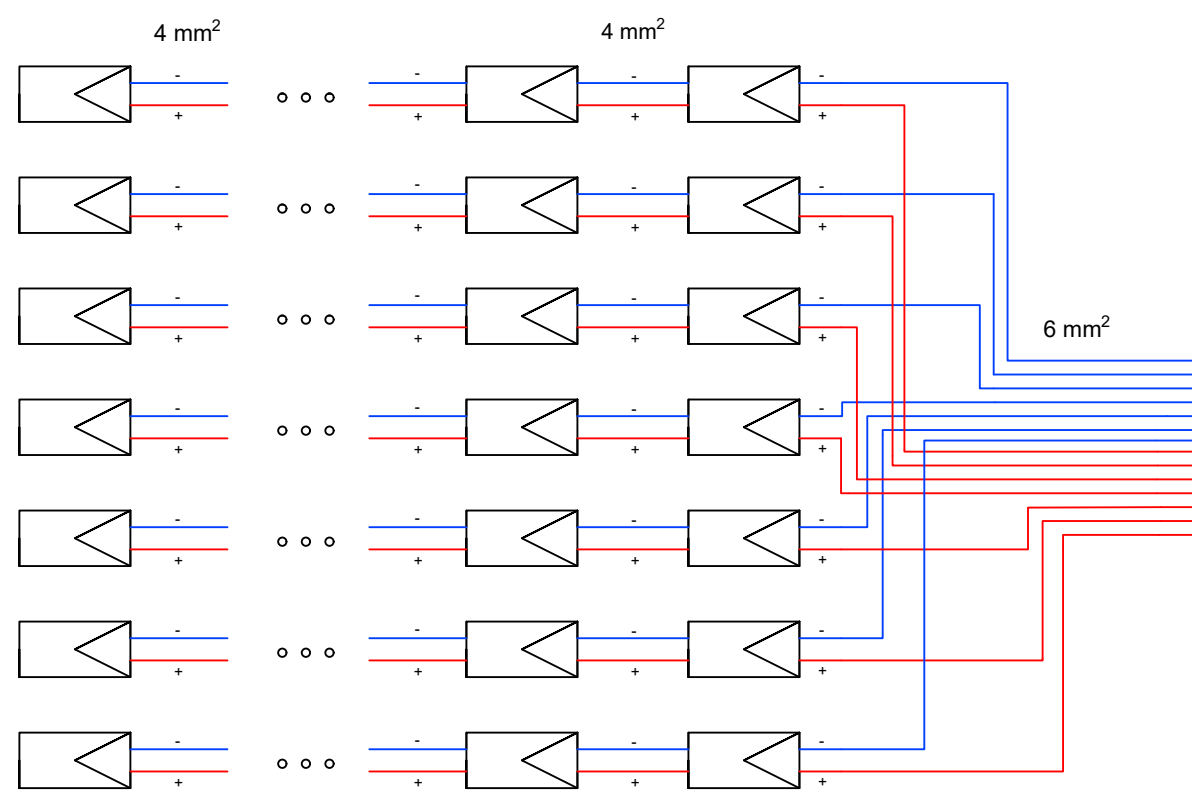 4 mm² 4 mm²
- - - -
+ + + +
- - - -
+ + + +
- - - -
+ + + +
6 mm²
- - - -
+ + + +
- - - -
+ + + +
- - - -
+ + + +
- - - -
+ + + +